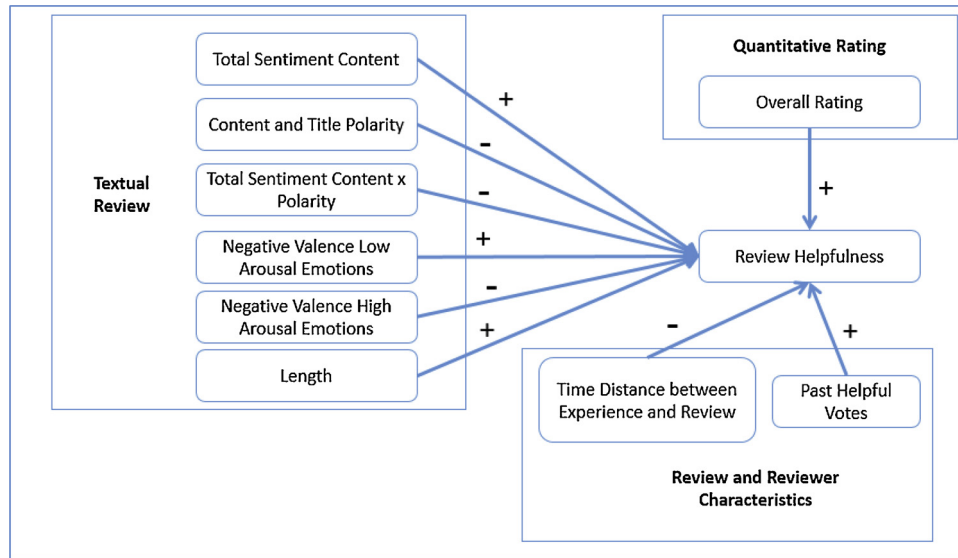 Textual
Review
Total Sentiment Content
+
Content and Title Polarity
-
Total Sentiment Content x
Polarity
-
Negative Valence Low
Arousal Emotions
+
Negative Valence High
Arousal Emotions
-
Length
+
Quantitative Rating
Overall Rating
+
Review Helpfulness
-
+
Time Distance between
Experience and Review
Past Helpful
Votes
Review and Reviewer
Characteristics